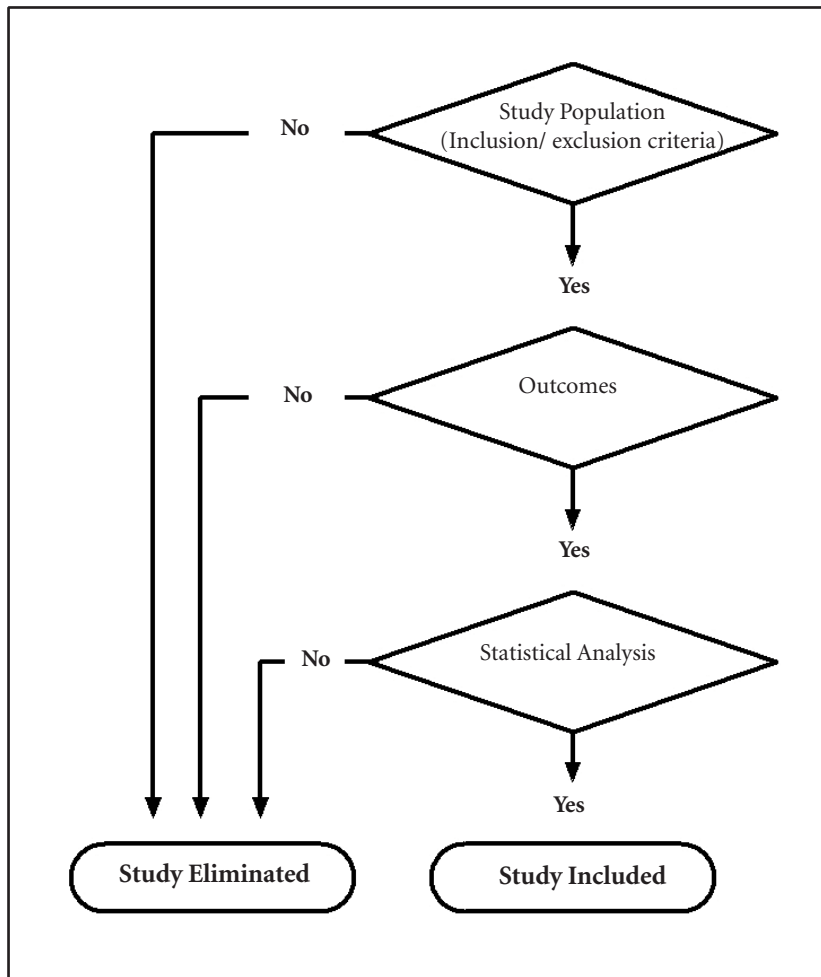 Study Population
(Inclusion/ exclusion criteria)
No
Yes
Outcomes
No
Yes
Statistical Analysis
No
Yes
Study Eliminated
Study Included